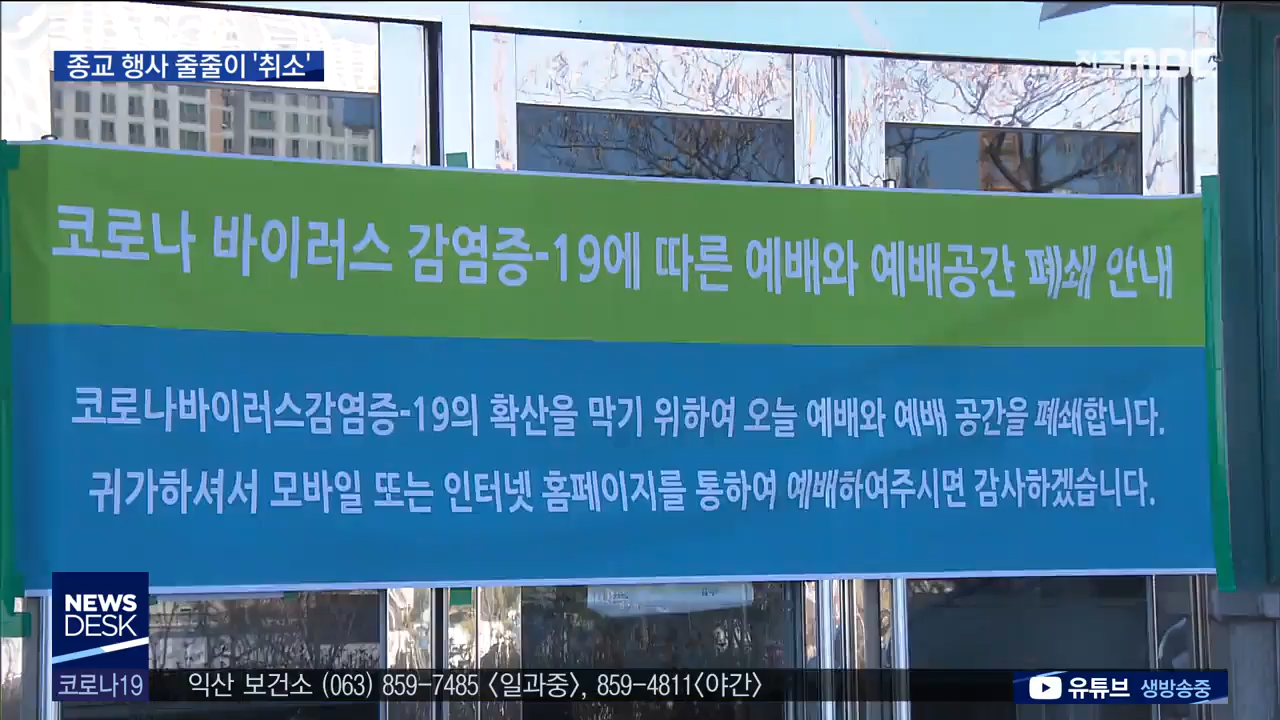 종교 행사 줄줄이 '취소'
MBC
코로나 바이러스 감염증-19에 따른 예배와 예배공간 폐쇄 안내
코로나바이러스감염증-19의 확산을 막기 위하여 오늘 예배와 예배 공간을 폐쇄합니다.
귀가하셔서 모바일 또는 인터넷 홈페이지를 통하여 예배하여주시면 감사하겠습니다.
NEWS
DESK
코로나19
익산 보건소 (063) 859-7485 <일과중>, 859-4811<야간>
유튜브 생방송중